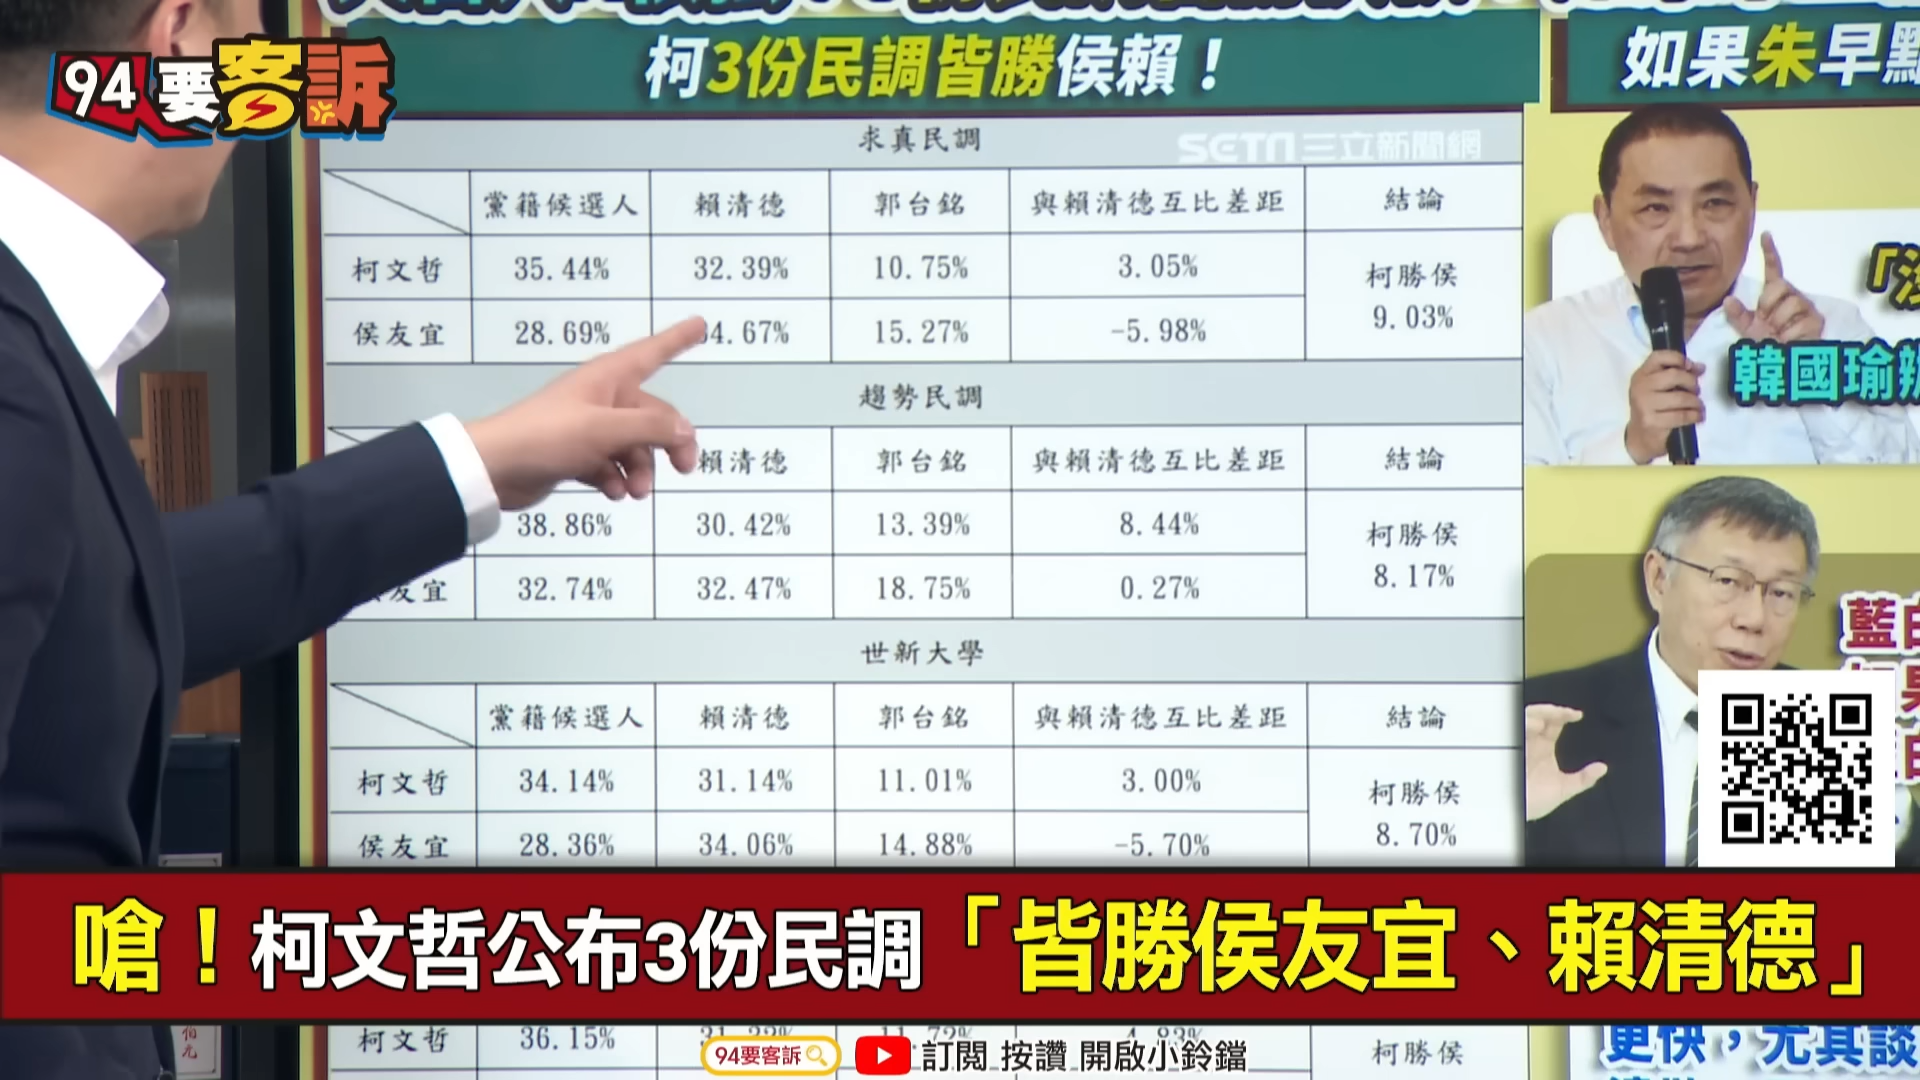 94要客訴
柯3份民調皆勝侯賴！
如果朱早
求真民調
SETN三立新聞網
黨籍候選人 賴清德 郭台銘 與賴清德互比差距 結論
柯文哲 35.44% 32.39% 10.75% 3.05% 柯勝侯
9.03%
侯友宜 28.69% 34.67% 15.27% -5.98%
趨勢民調
賴清德 郭台銘 與賴清德互比差距 結論
38.86% 30.42% 13.39% 8.44% 柯勝侯
8.17%
友宜 32.74% 32.47% 18.75% 0.27%
世新大學
黨籍候選人 賴清德 郭台銘 與賴清德互比差距 結論
柯文哲 34.14% 31.14% 11.01% 3.00% 柯勝侯
8.70%
侯友宜 28.36% 34.06% 14.88% -5.70%
韓國瑜
藍
嗆！柯文哲公布3份民調「皆勝侯友宜、賴清德」
柯文哲 36.15% 柯勝侯
更快，尤其談
94要客訴
訂閱 按讚 開啟小鈴鐺